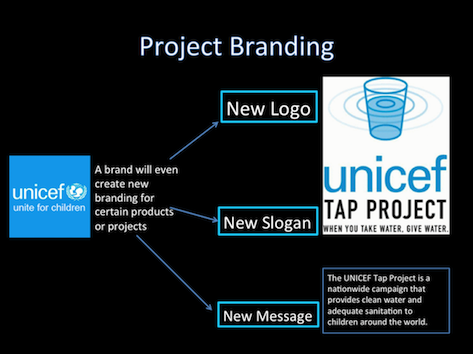 Project Branding
New Logo
unicef
unite for children
A brand will even
create new
branding for
certain products
or projects
unicef
TAP PROJECT
WHEN YOU TAKE WATER. GIVE WATER.
New Slogan
New Message
The UNICEF Tap Project is a
nationwide campaign that
provides clean water and
adequate sanitation to
children around the world.